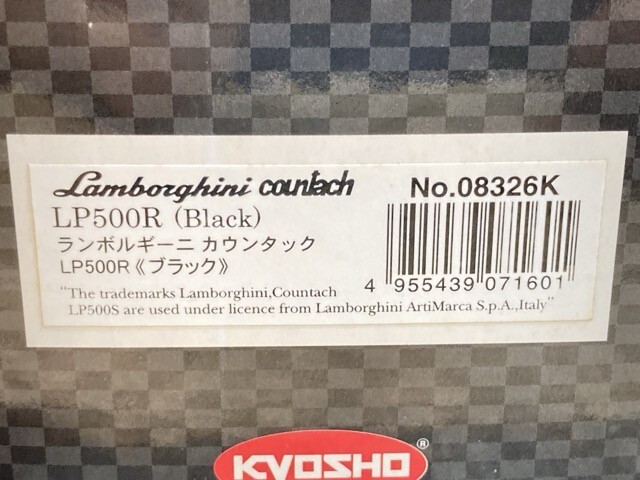 Lamborghini countach No.08326K
LP500R (Black)
ランボルギーニ カウンタック
LP500R《ブラック》
4 955439 071601
"The trademarks Lamborghini,Countach
LP500S are used under licence from Lamborghini ArtiMarca S.p.A.,Italy"
KYOSHO®